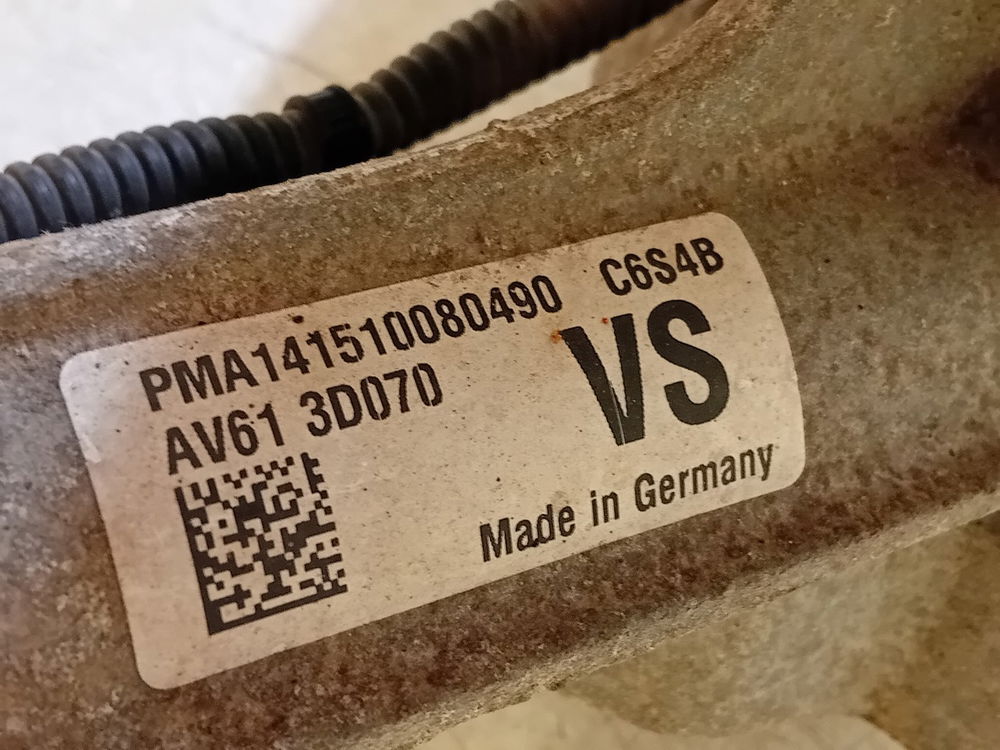 PMA141510080490 C6S4B
AV61 3D070
VS
Made in Germany